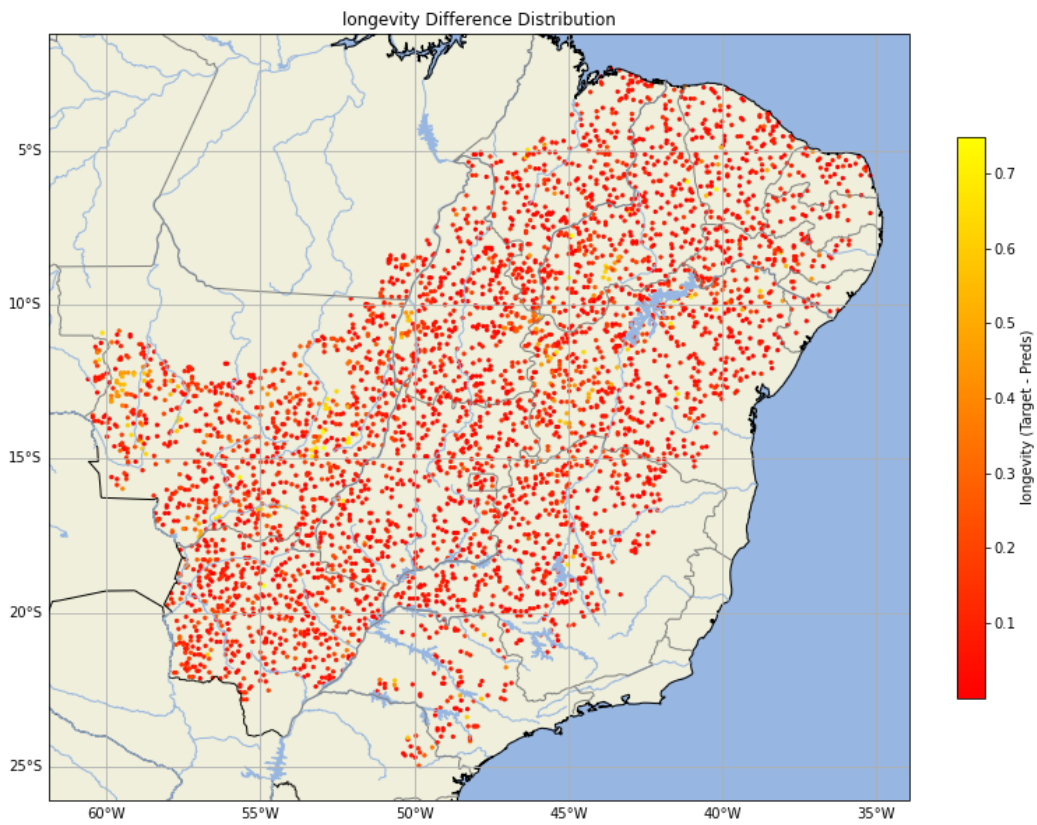 longevity Difference Distribution
5°S
10°S
15°S
20°S
25°S
60°W
55°W
50°W
45°W
40°W
35°W
0.7
0.6
0.5
0.4
0.3
0.2
0.1
longevity (Target - Preds)